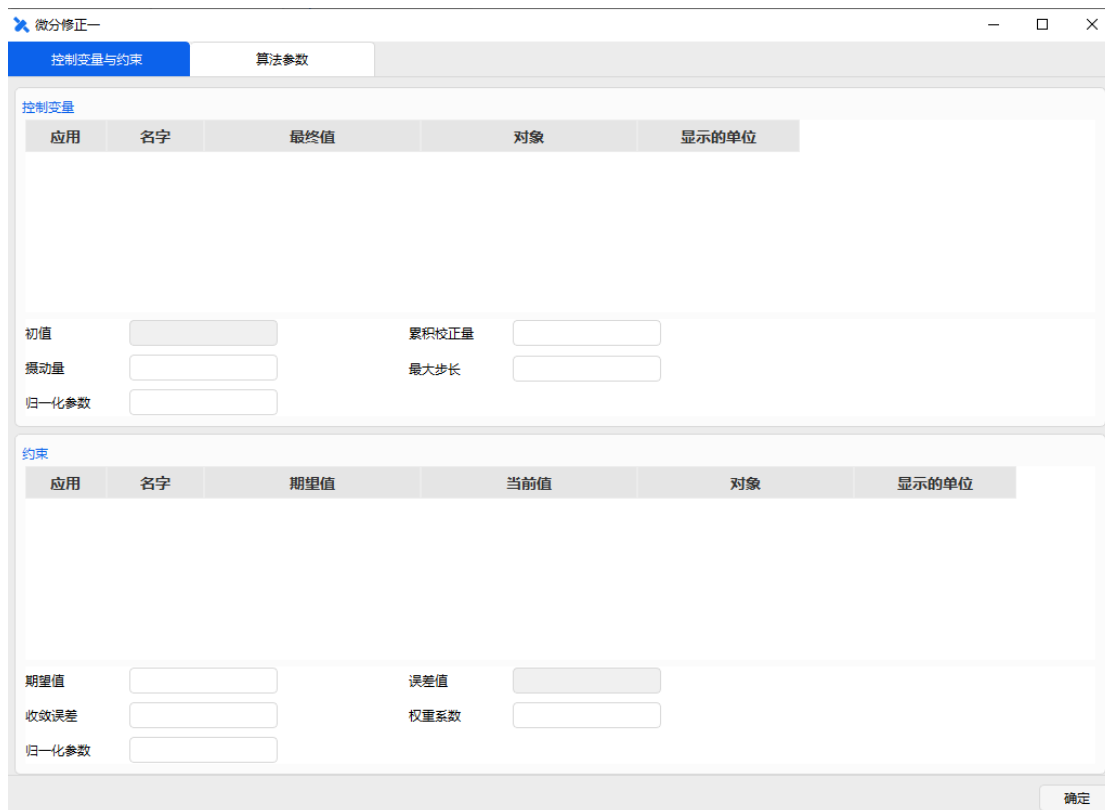 微分修正一
控制变量与约束 算法参数
控制变量
应用 名字 最终值 对象 显示的单位
初值 累积校正量
摄动量 最大步长
归一化参数
约束
应用 名字 期望值 当前值 对象 显示的单位
期望值 误差值
收敛误差 权重系数
归一化参数
确定